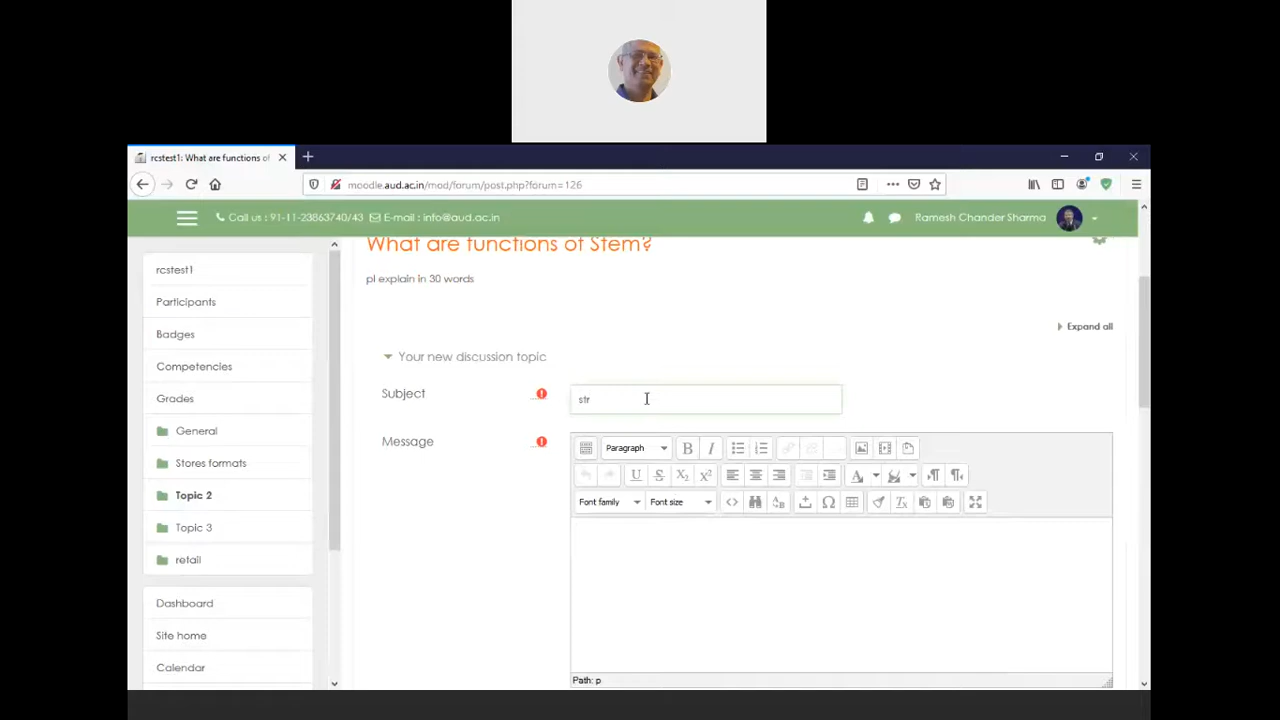 rcstest1: What are functions of
moodle.aud.ac.in/mod/forum/post.php?forum=126
Call us : 91-11-23863740/43 E-mail : info@aud.ac.in
Ramesh Chander Sharma
What are functions of Stem?
pl explain in 30 words
Expand all
Your new discussion topic
Subject
str
Message
Paragraph
B I
U S X2 X2 A
Font family
Font size
Path: p
rcstest1
Participants
Badges
Competencies
Grades
General
Stores formats
Topic 2
Topic 3
retail
Dashboard
Site home
Calendar